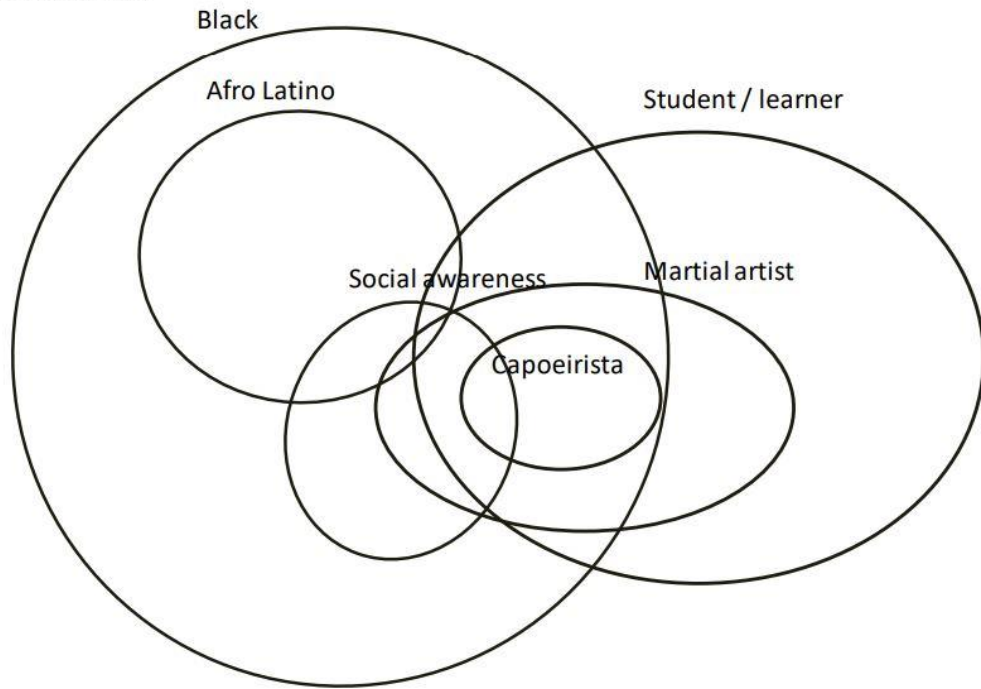 Black
Afro Latino
Student / learner
Social awareness
Martial artist
Capoeirista